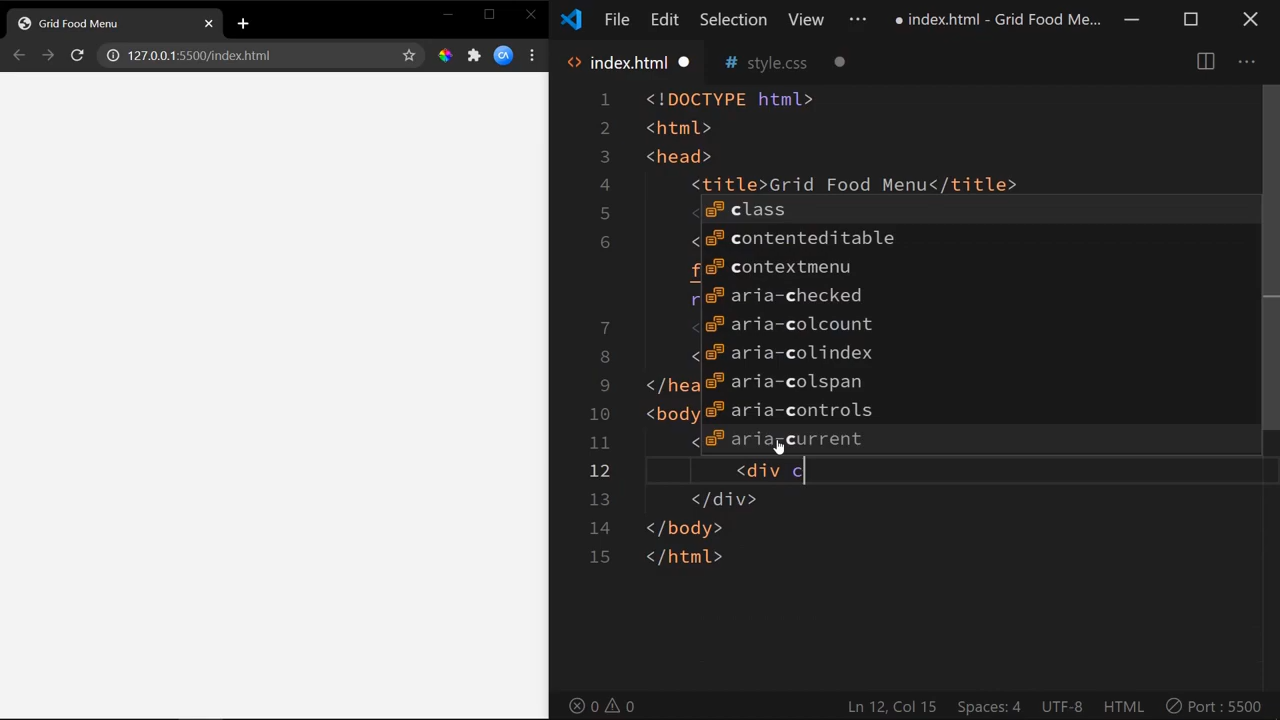 Grid Food Menu
127.0.0.1:5500/index.html
CA
File Edit Selection View ··· ● index.html - Grid Food Me...
<> index.html ● # style.css ● ···
1 <!DOCTYPE html>
2 <html>
3 <head>
4 <title>Grid Food Menu</title>
5 <
6 <
f
r
7 <
8 <
class
contenteditable
contextmenu
aria-checked
aria-colcount
aria-colindex
aria-colspan
aria-controls
aria-current
9 </hea
10 <body
11 <
12 <div c
13 </div>
14 </body>
15 </html>
0 0 Ln 12, Col 15 Spaces: 4 UTF-8 HTML Port : 5500